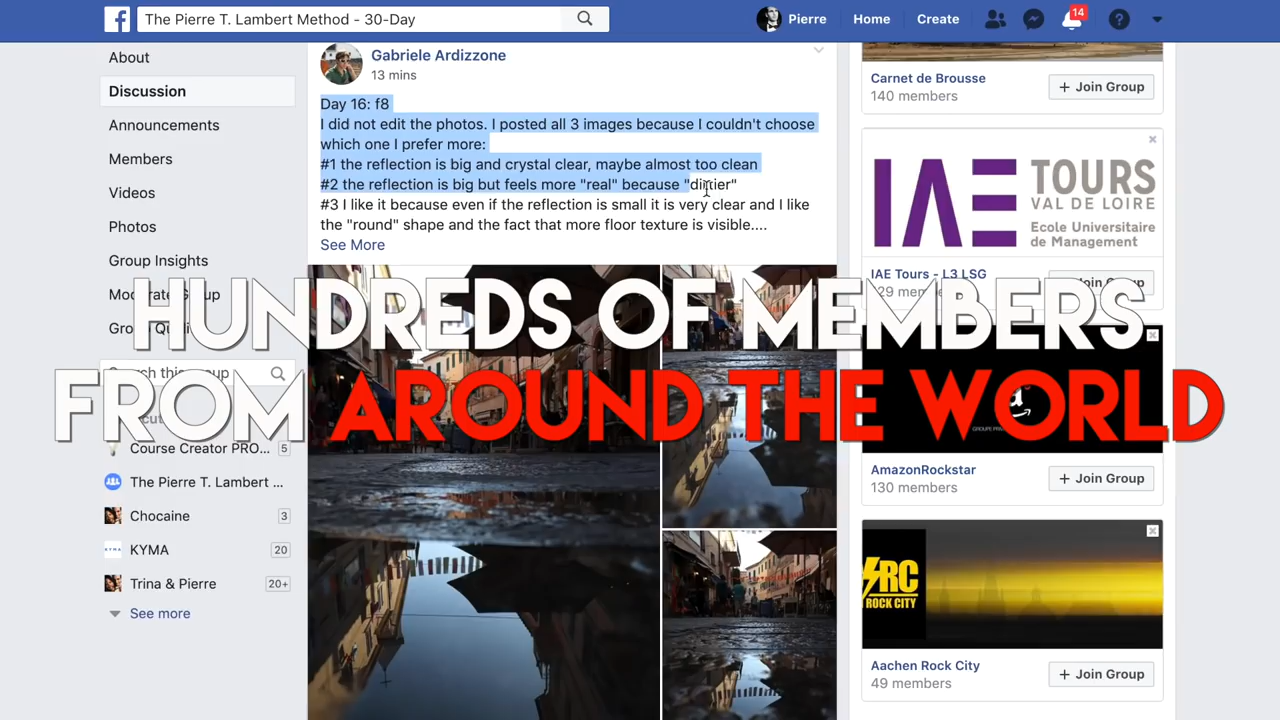 The Pierre T. Lambert Method - 30-Day
Pierre
Home
Create
14
About
Discussion
Announcements
Members
Videos
Photos
Group Insights
Group
Search this group
Course Creator PRO... 5
The Pierre T. Lambert ...
Chocaine 3
KYMA 20
Trina & Pierre 20+
See more
Gabriele Ardizzone
13 mins
Day 16: f8
I did not edit the photos. I posted all 3 images because I couldn't choose
which one I prefer more:
#1 the reflection is big and crystal clear, maybe almost too clean
#2 the reflection is big but feels more "real" because "dirtier"
#3 I like it because even if the reflection is small it is very clear and I like
the "round" shape and the fact that more floor texture is visible....
See More
HUNDREDS OF MEMBERS
FROM AROUND THE WORLD
Carnet de Brousse
140 members
+ Join Group
IAE TOURS
VAL DE LOIRE
Ecole Universitaire
de Management
IAE Tours - L3 LSG
Join Group
AmazonRockstar
130 members
+ Join Group
RC
ROCK CITY
Aachen Rock City
49 members
+ Join Group